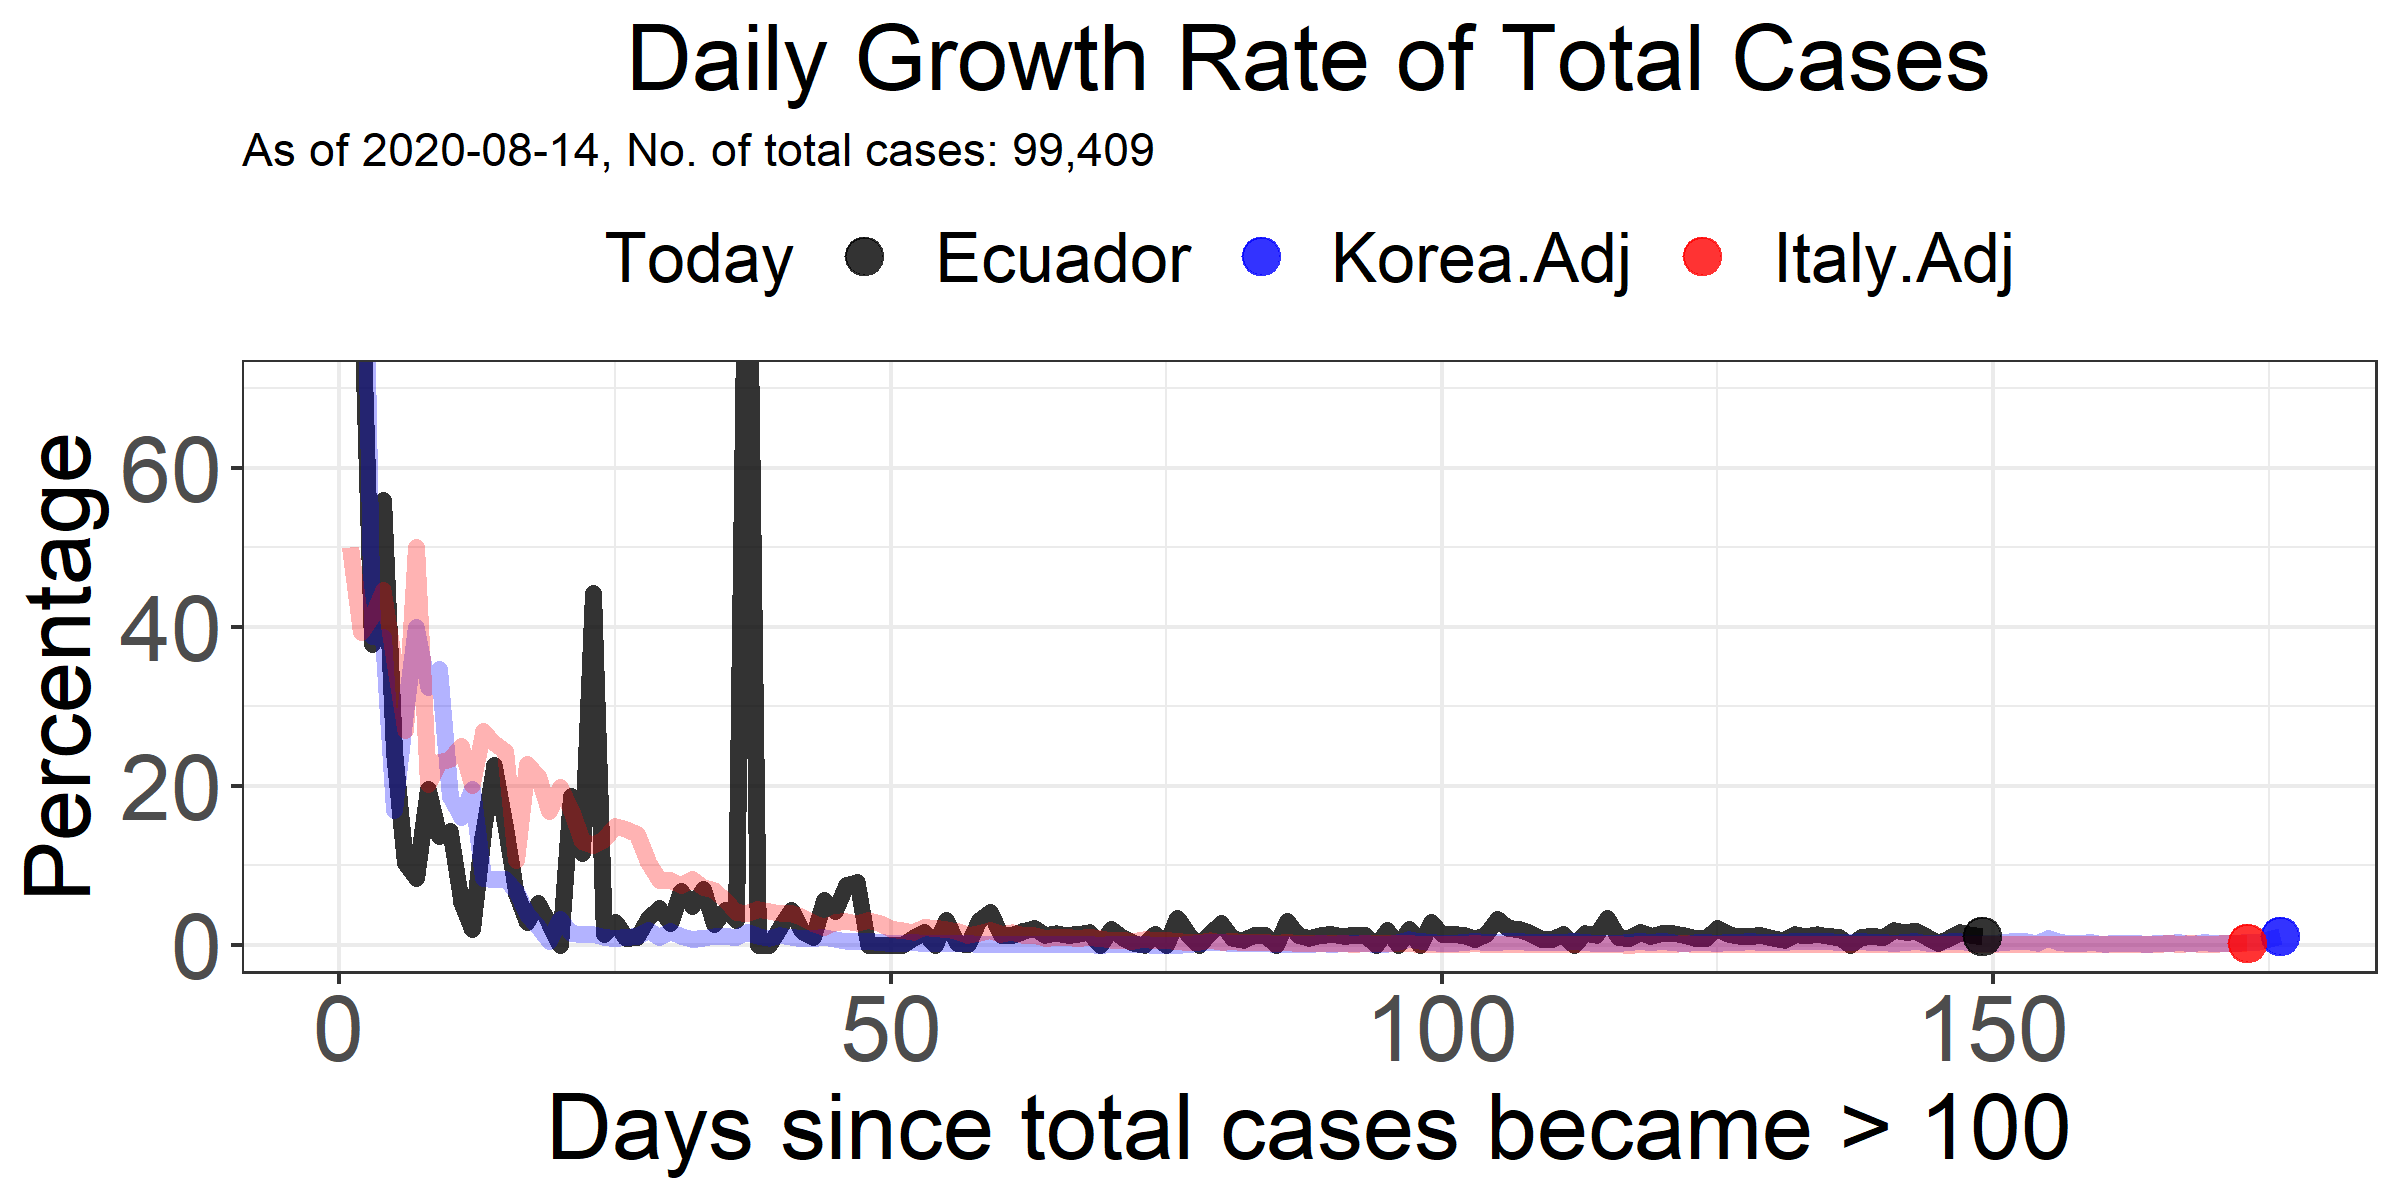 Daily Growth Rate of Total Cases
As of 2020-08-14, No. of total cases: 99,409
Today Ecuador Korea.Adj Italy.Adj
Percentage
60
40
20
0
0 50 100 150
Days since total cases became > 100